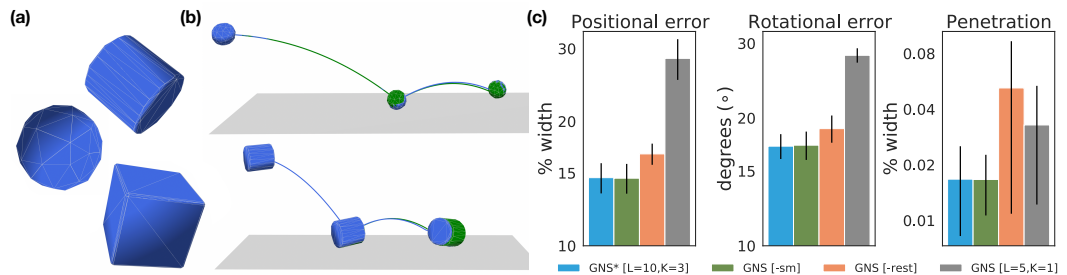 (a)
(b)
(c)
Positional error
Rotational error
Penetration
% width
30
20
15
10
degrees (∘)
30
20
15
10
% width
0.08
0.04
0.02
0.01
GNS* [L=10,K=3]
GNS [-sm]
GNS [-rest]
GNS [L=5,K=1]